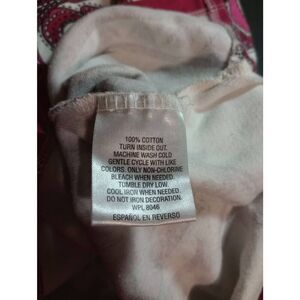 100% COTTON
TURN INSIDE OUT.
MACHINE WASH COLD
GENTLE CYCLE WITH LIKE
COLORS. ONLY NON-CHLORINE
BLEACH WHEN NEEDED.
TUMBLE DRY LOW.
COOL IRON WHEN NEEDED.
DO NOT IRON DECORATION.
WPL 8046
ESPAÑOL EN REVERSO